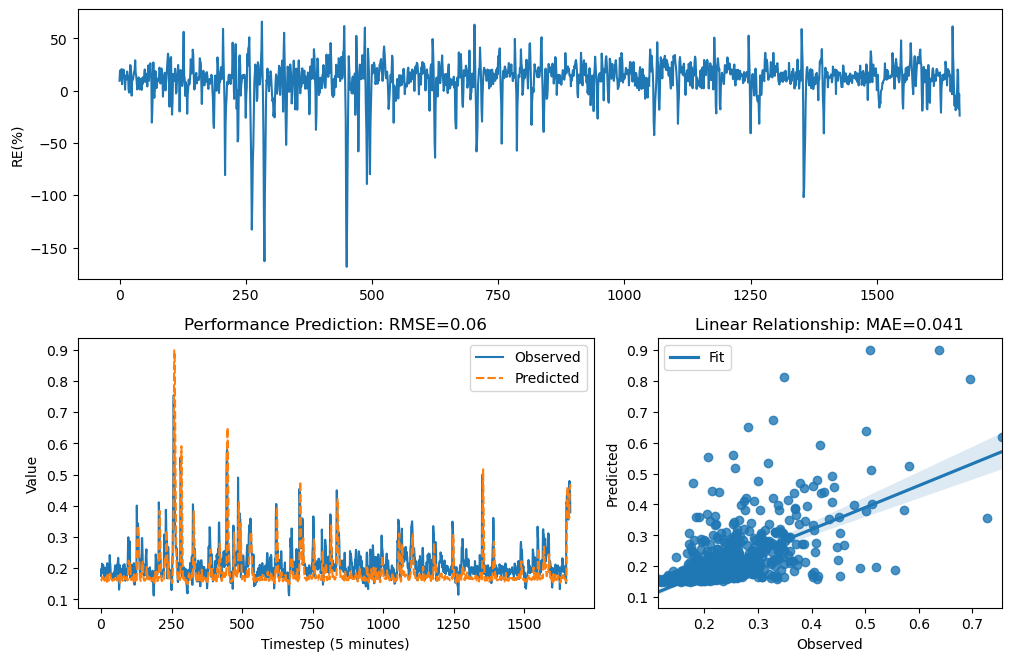 RE(%)
50
0
−50
−100
−150
0 250 500 750 1000 1250 1500
Performance Prediction: RMSE=0.06
Value
0.9
0.8
0.7
0.6
0.5
0.4
0.3
0.2
0.1
Observed
Predicted
0 250 500 750 1000 1250 1500
Timestep (5 minutes)
Linear Relationship: MAE=0.041
Predicted
0.9
0.8
0.7
0.6
0.5
0.4
0.3
0.2
0.1
Fit
0.2 0.3 0.4 0.5 0.6 0.7
Observed